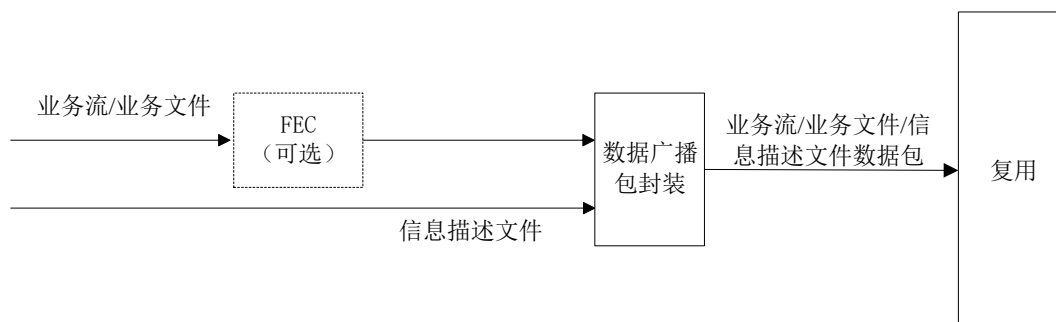 业务流/业务文件
FEC
（可选）
数据广播
包封装
业务流/业务文件/信
息描述文件数据包
复用
信息描述文件